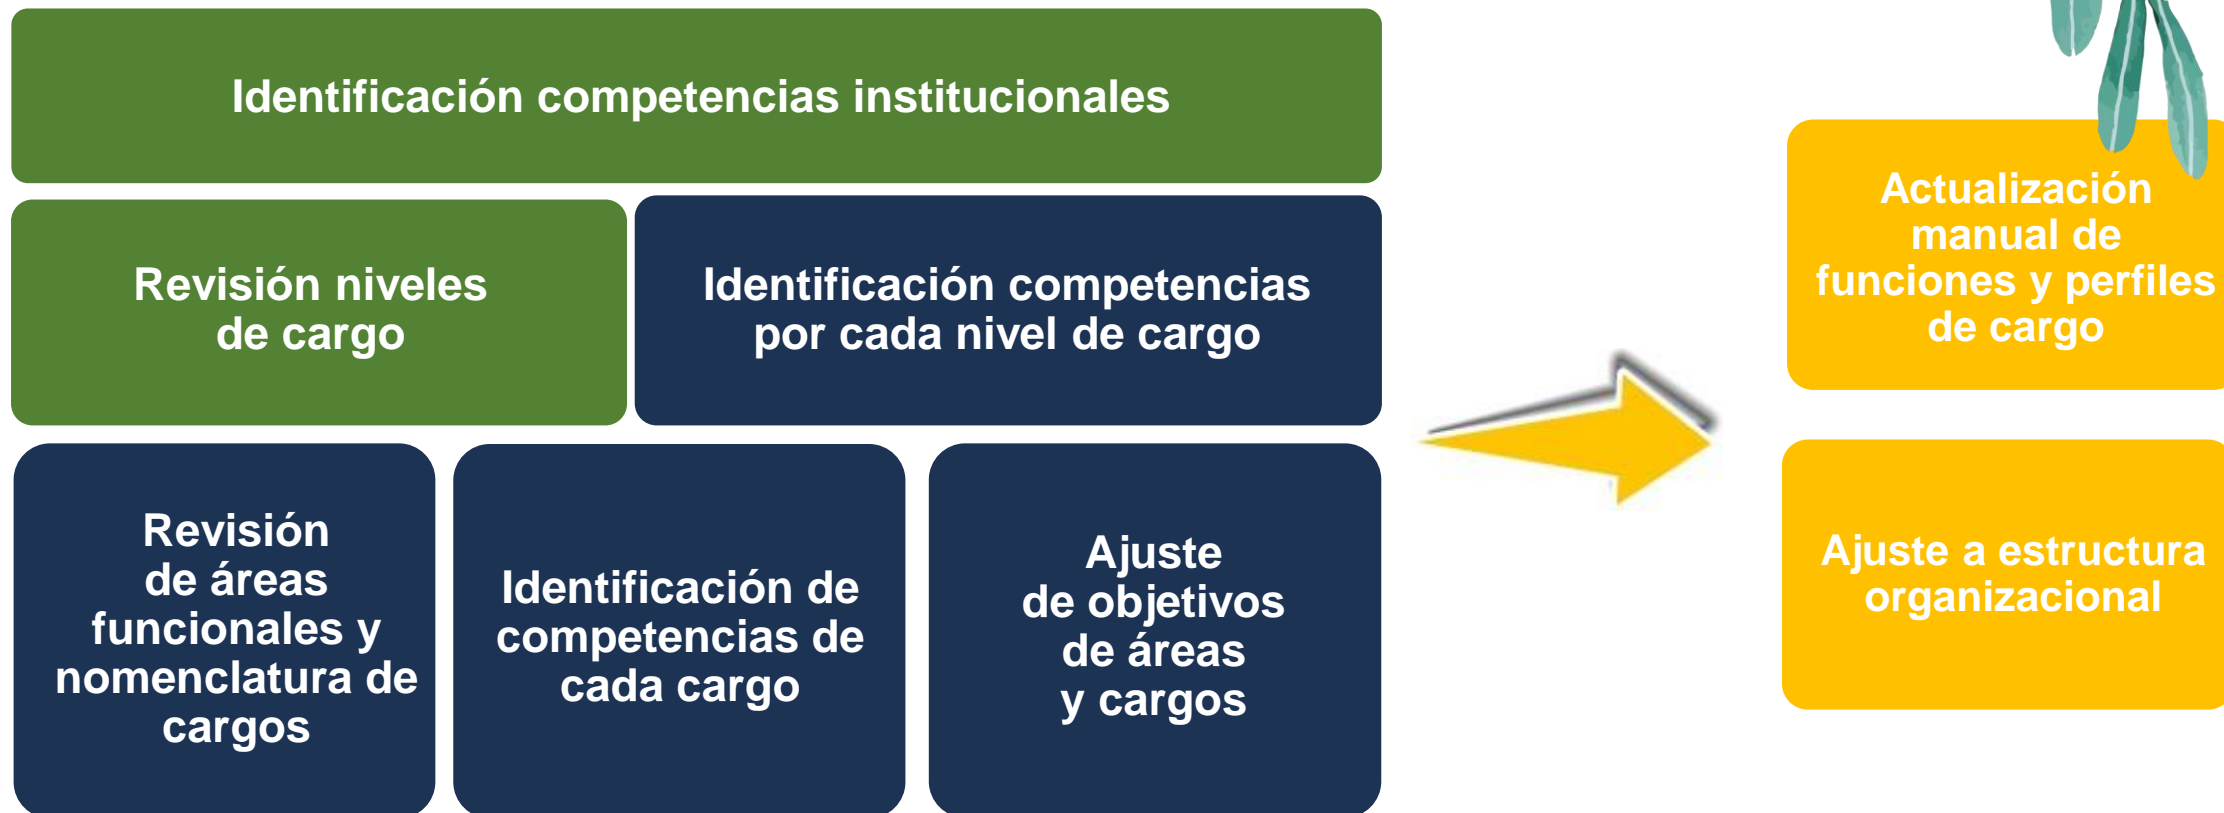 Identificación competencias institucionales
Revisión niveles
de cargo
Identificación competencias
por cada nivel de cargo
Revisión
de áreas
funcionales y
nomenclatura de
cargos
Identificación de
competencias de
cada cargo
Ajuste
de objetivos
de áreas
y cargos
Actualización
manual de
funciones y perfiles
de cargo
Ajuste a estructura
organizacional